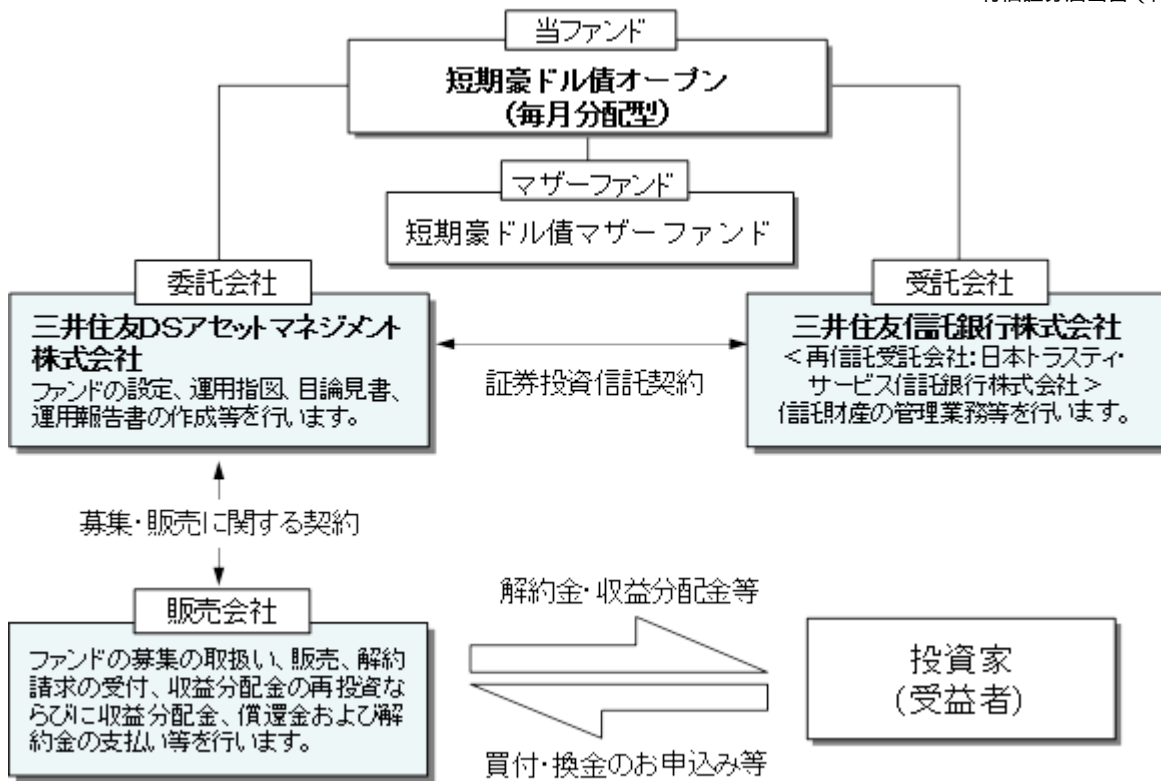 当ファンド
短期豪ドル債オープン
(毎月分配型)
マザーファンド
短期豪ドル債マザーファンド
委託会社
三井住友DSアセットマネジメント
株式会社
ファンドの設定、運用指図、目論見書、
運用報告書の作成等を行います。
証券投資信託契約
受託会社
三井住友信託銀行株式会社
<再信託受託会社:日本トラスティ・
サービス信託銀行株式会社>
信託財産の管理業務等を行います。
募集・販売に関する契約
販売会社
ファンドの募集の取扱い、販売、解約
請求の受付、収益分配金の再投資な
らびに収益分配金、償還金および解
約金の支払い等を行います。
解約金・収益分配金等
買付・換金のお申込み等
投資家
(受益者)